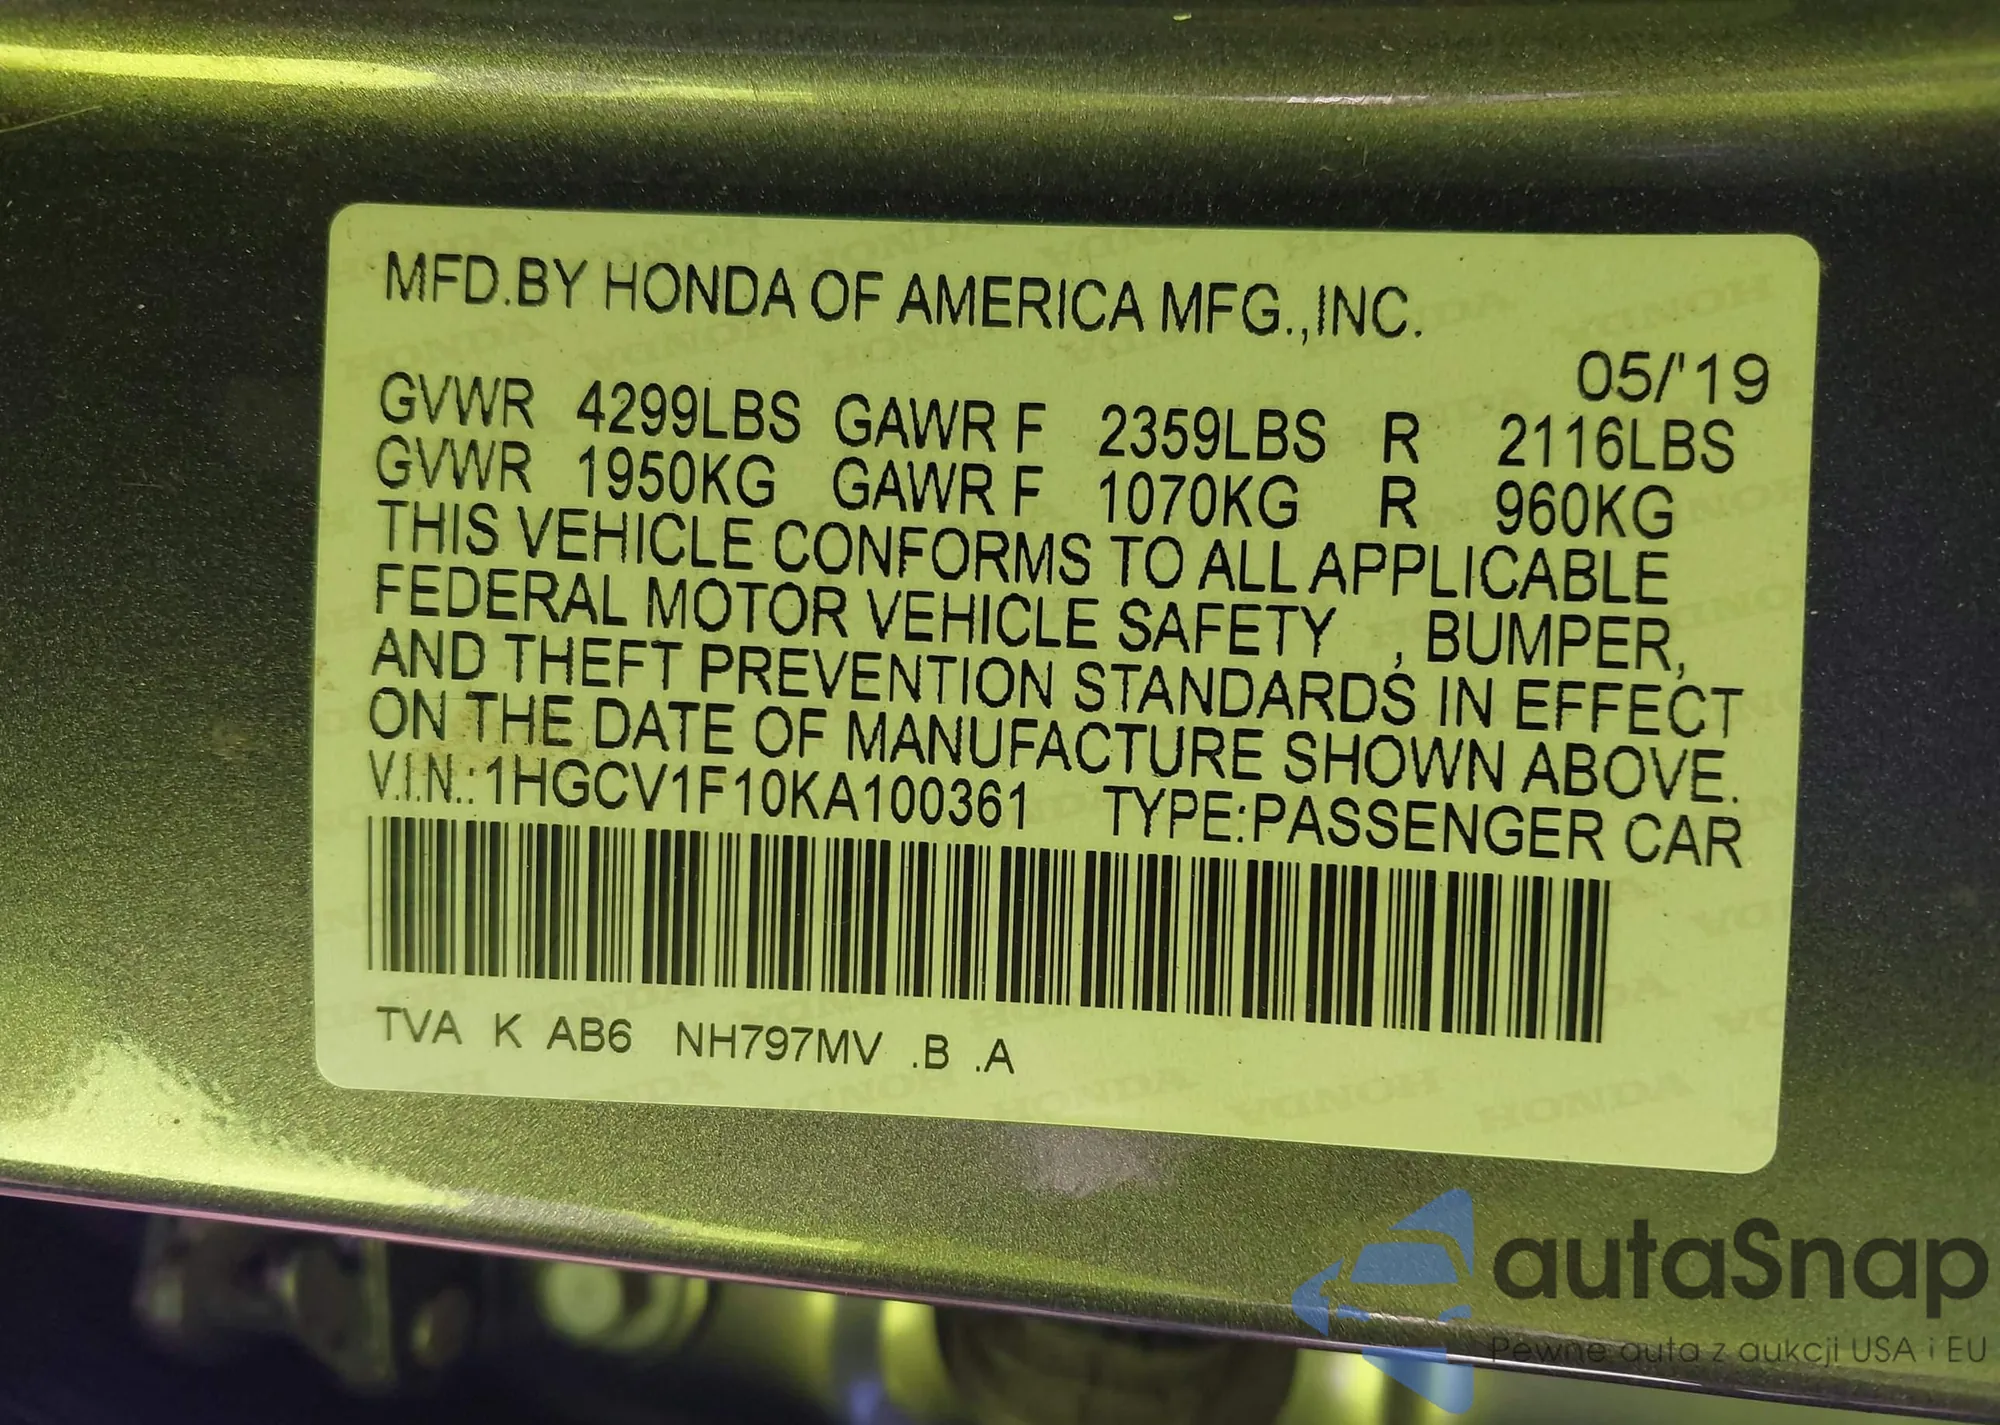 MFD.BY HONDA OF AMERICA MFG.,INC.
05/'19
GVWR 4299LBS GAWR F 2359LBS R 2116LBS
GVWR 1950KG GAWR F 1070KG R 960KG
THIS VEHICLE CONFORMS TO ALL APPLICABLE
FEDERAL MOTOR VEHICLE SAFETY , BUMPER,
AND THEFT PREVENTION STANDARDS IN EFFECT
ON THE DATE OF MANUFACTURE SHOWN ABOVE.
V.I.N.:1HGCV1F10KA100361 TYPE:PASSENGER CAR
TVA K AB6 NH797MV .B .A
autaSnap
Pewne auta z aukcji USA i EU